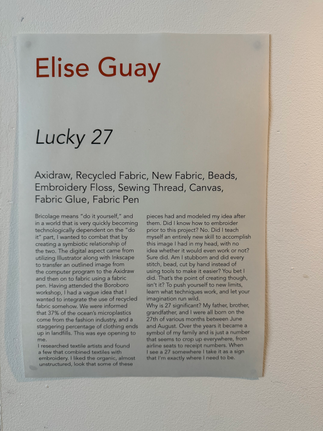 Elise Guay
Lucky 27
Axidraw, Recycled Fabric, New Fabric, Beads,
Embroidery Floss, Sewing Thread, Canvas,
Fabric Glue, Fabric Pen
Bricolage means "do it yourself," and
in a world that is very quickly becoming
technologically dependent on the "do
it" part, I wanted to combat that by
creating a symbiotic relationship of
the two. The digital aspect came from
utilizing Illustrator along with Inkscape
to transfer an outlined image from
the computer program to the Axidraw
and then on to fabric using a fabric
pen. Having attended the Boroboro
workshop, I had a vague idea that I
wanted to integrate the use of recycled
fabric somehow. We were informed
that 37% of the ocean's microplastics
come from the fashion industry, and a
staggering percentage of clothing ends
up in landfills. This was eye opening to
me.
I researched textile artists and found
a few that combined textiles with
embroidery. I liked the organic, almost
unstructured, look that some of these
pieces had and modeled my idea after
them. Did I know how to embroider
prior to this project? No. Did I teach
myself an entirely new skill to accomplish
this image I had in my head, with no
idea whether it would even work or not?
Sure did. Am I stubborn and did every
stitch, bead, cut by hand instead of
using tools to make it easier? You bet I
did. That's the point of creating though,
isn't it? To push yourself to new limits,
learn what techniques work, and let your
imagination run wild.
Why is 27 significant? My father, brother,
grandfather, and I were all born on the
27th of various months between June
and August. Over the years it became a
symbol of my family and is just a number
that seems to crop up everywhere, from
airline seats to receipt numbers. When
I see a 27 somewhere I take it as a sign
that I'm exactly where I need to be.